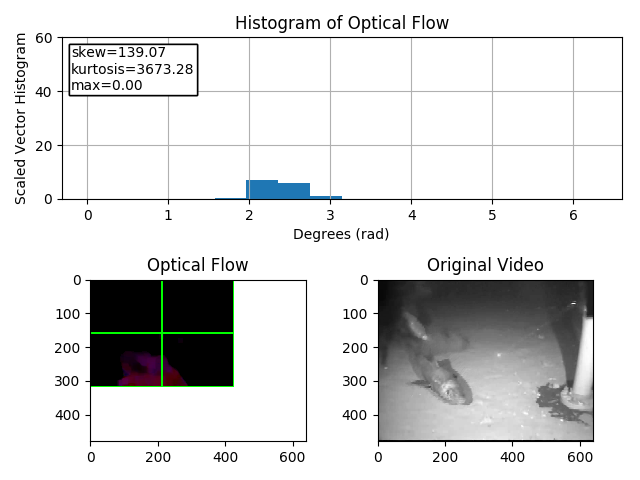 Histogram of Optical Flow
skew=139.07
kurtosis=3673.28
max=0.00
Scaled Vector Histogram
60
40
20
0
0 1 2 3 4 5 6
Degrees (rad)
Optical Flow
0
100
200
300
400
0 200 400 600
Original Video
0
100
200
300
400
0 200 400 600